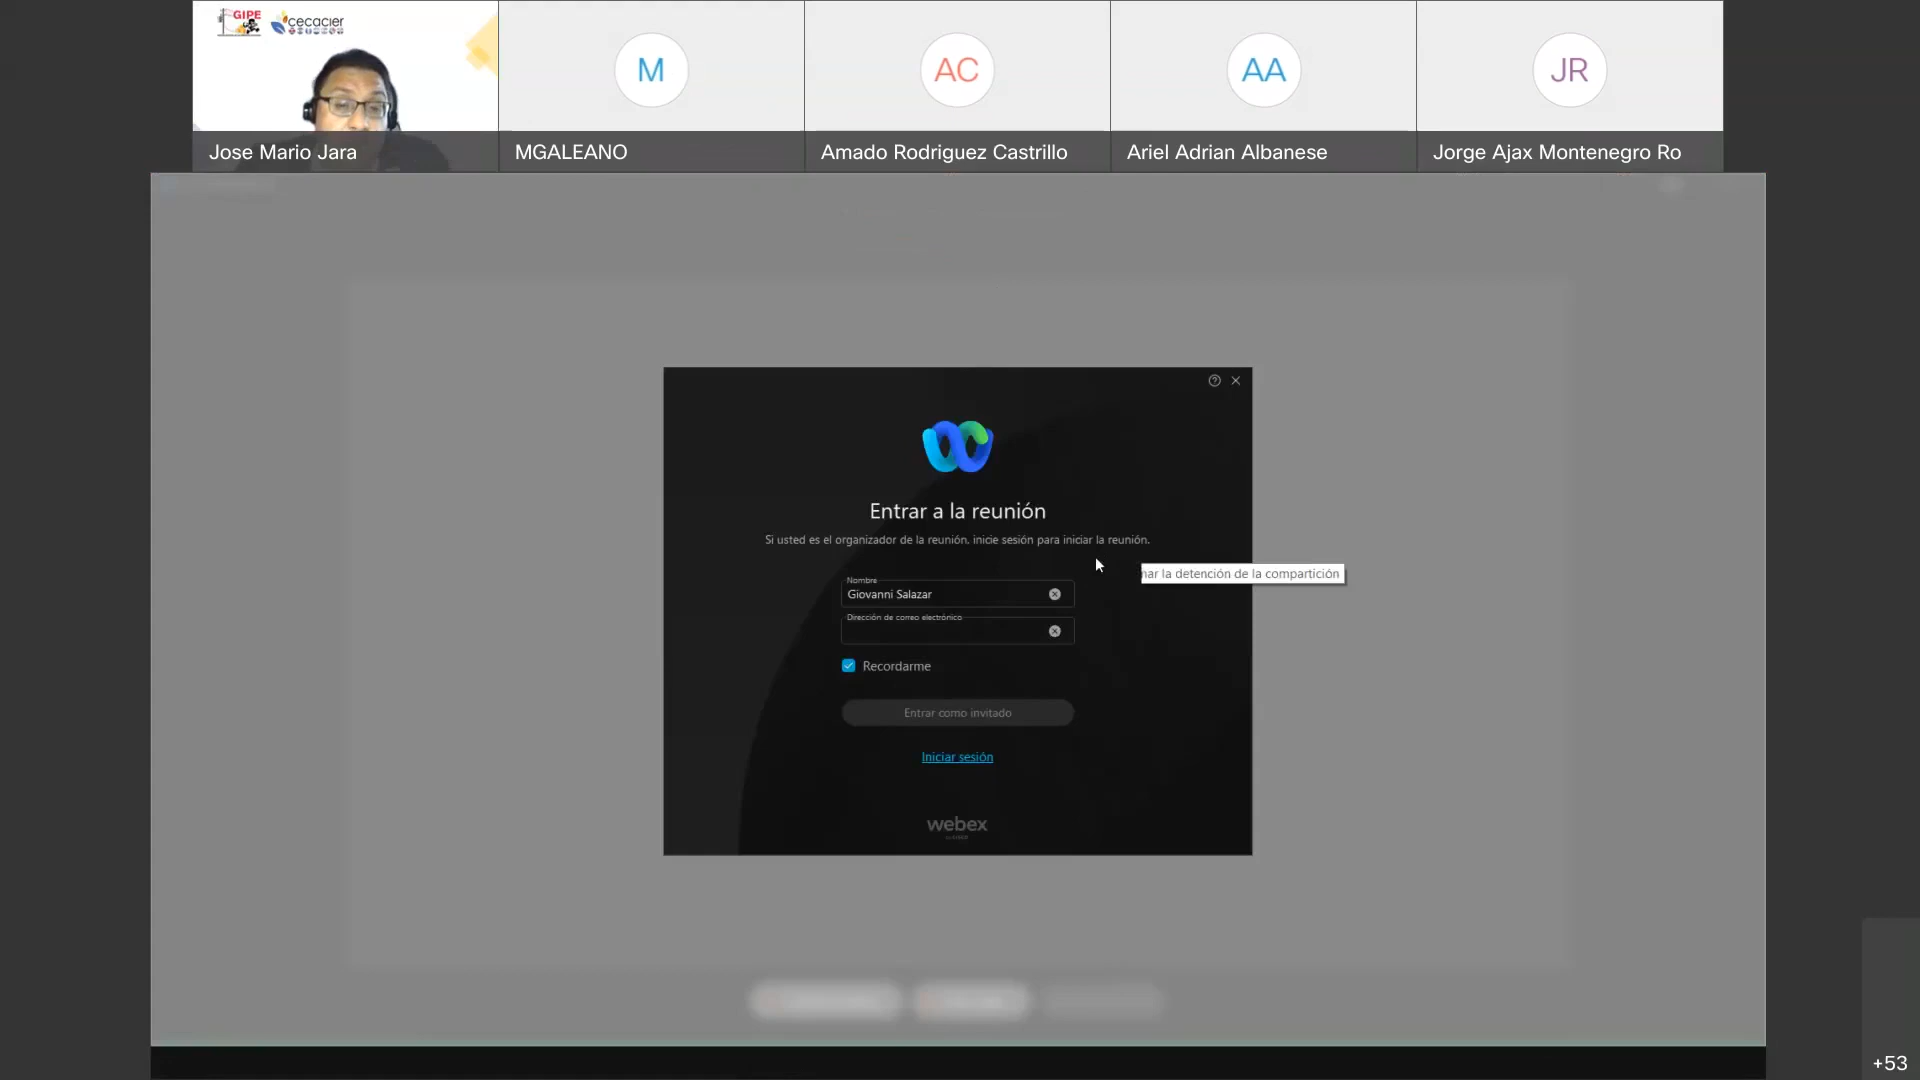 GIPE
cecacier
M
AC
AA
JR
Jose Mario Jara
MGALEANO
Amado Rodriguez Castrillo
Ariel Adrian Albanese
Jorge Ajax Montenegro Ro
Entrar a la reunión
Si usted es el organizador de la reunión, inicie sesión para iniciar la reunión.
nar la detención de la compartición
Nombre
Giovanni Salazar
Dirección de correo electrónico
Recordarme
Entrar como invitado
Iniciar sesión
webex
by CISCO
+53